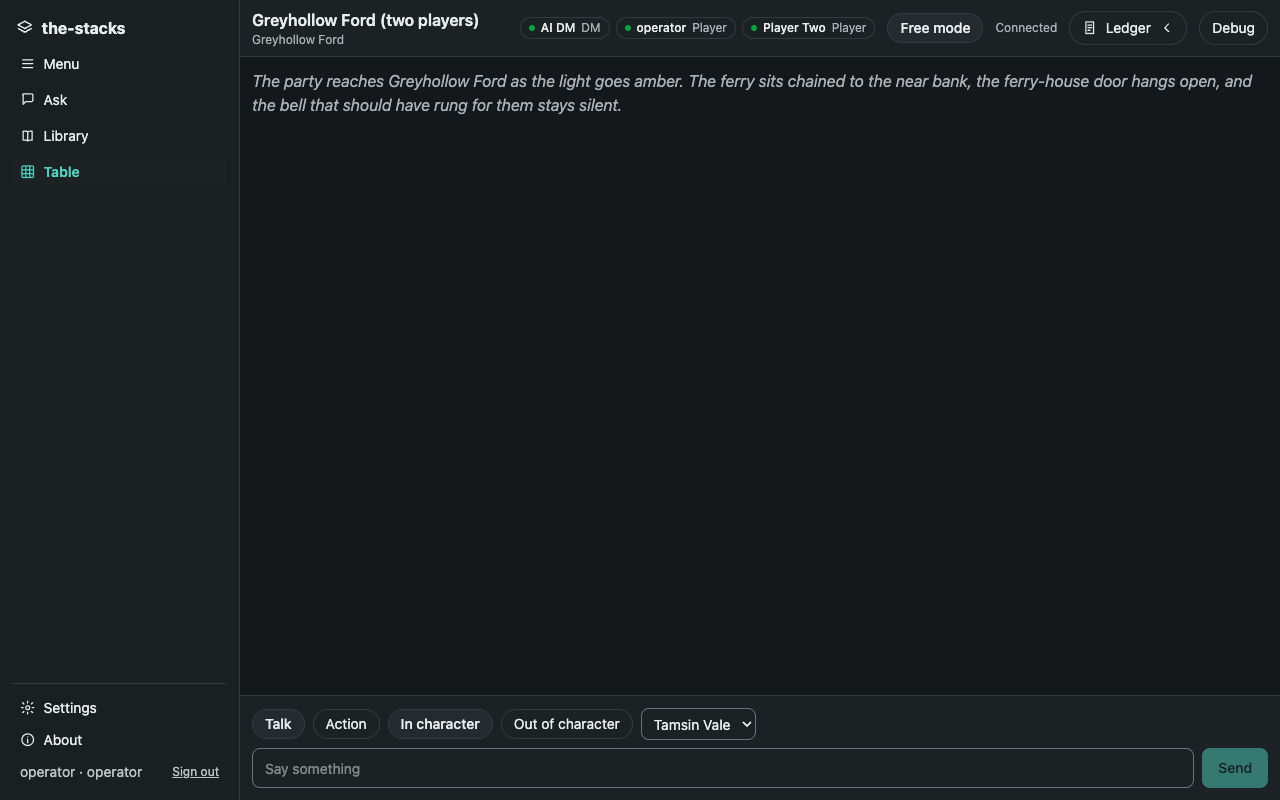 the-stacks
Menu
Ask
Library
Table
Settings
About
operator · operator
Sign out
Greyhollow Ford (two players)
Greyhollow Ford
AI DM DM
operator Player
Player Two Player
Free mode
Connected
Ledger
Debug
The party reaches Greyhollow Ford as the light goes amber. The ferry sits chained to the near bank, the ferry-house door hangs open, and
the bell that should have rung for them stays silent.
Talk
Action
In character
Out of character
Tamsin Vale
Say something
Send